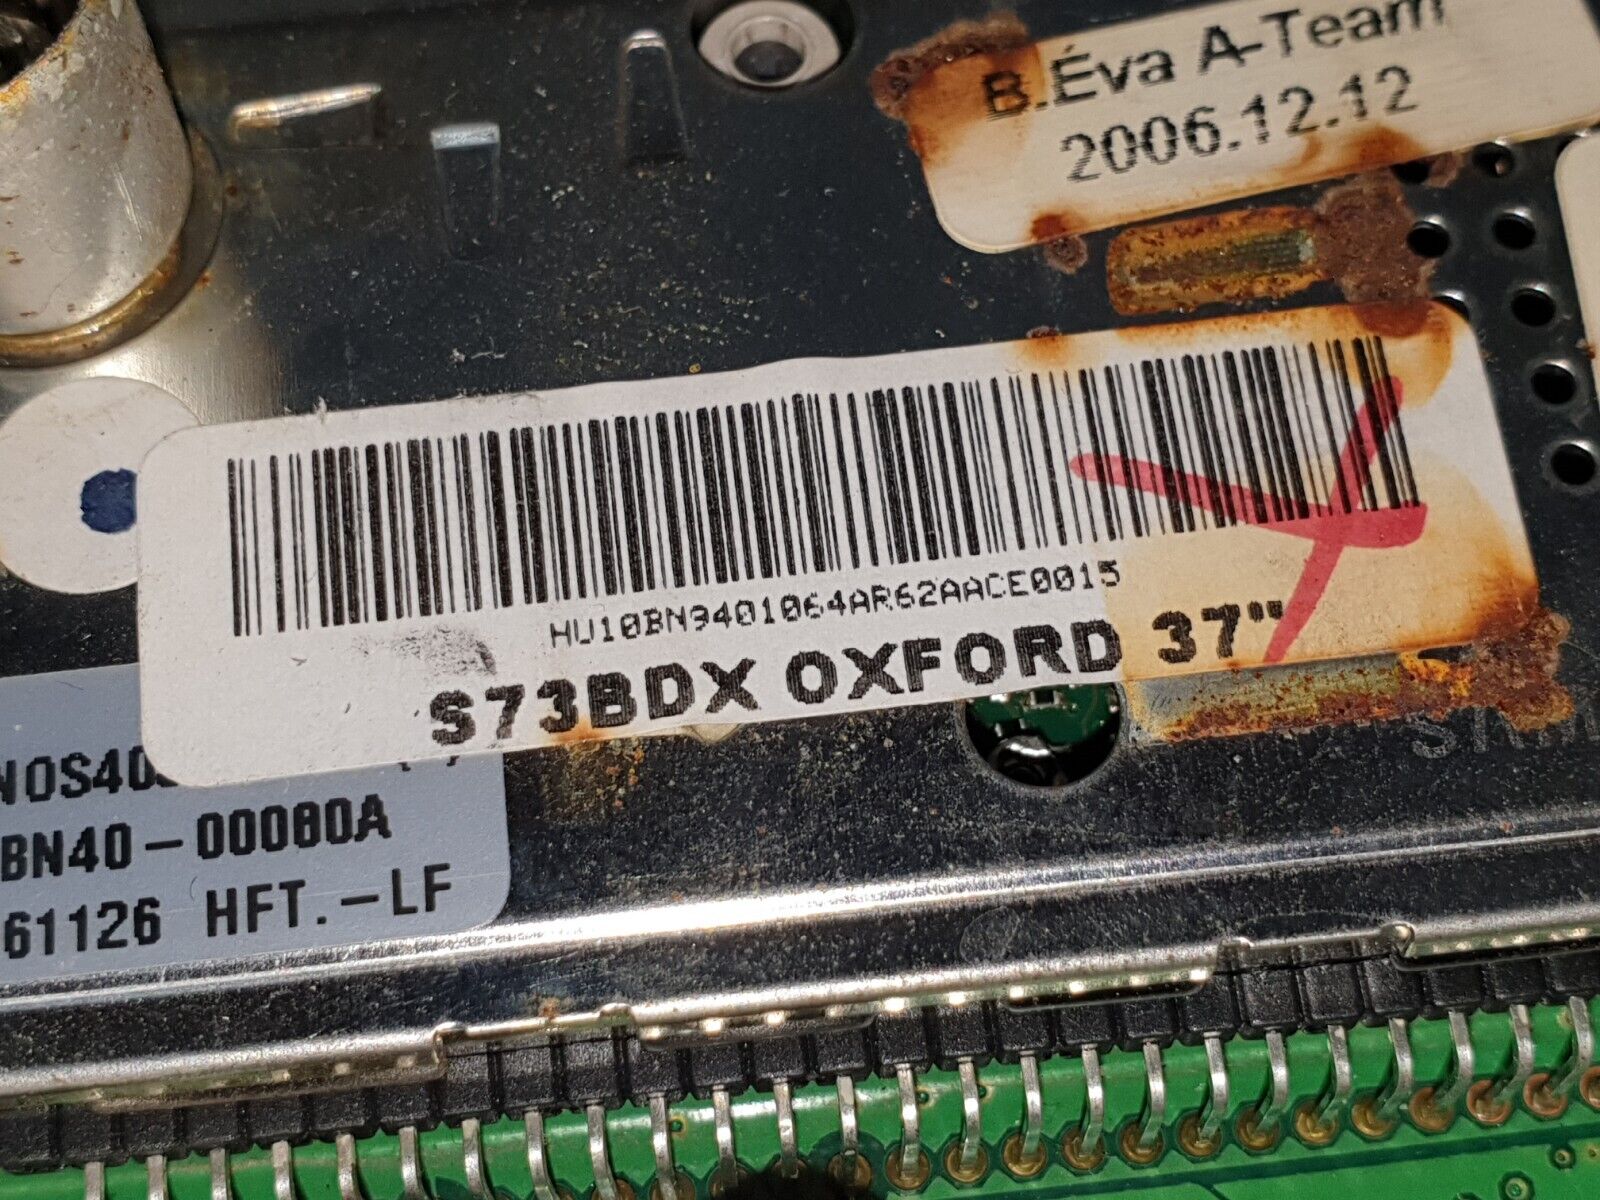 B.Éva A-Team
2006.12.12
HU10BN9401064AR62AACE0015
S73BDX OXFORD 37"
BN40-00080A
61126 HFT.-LF